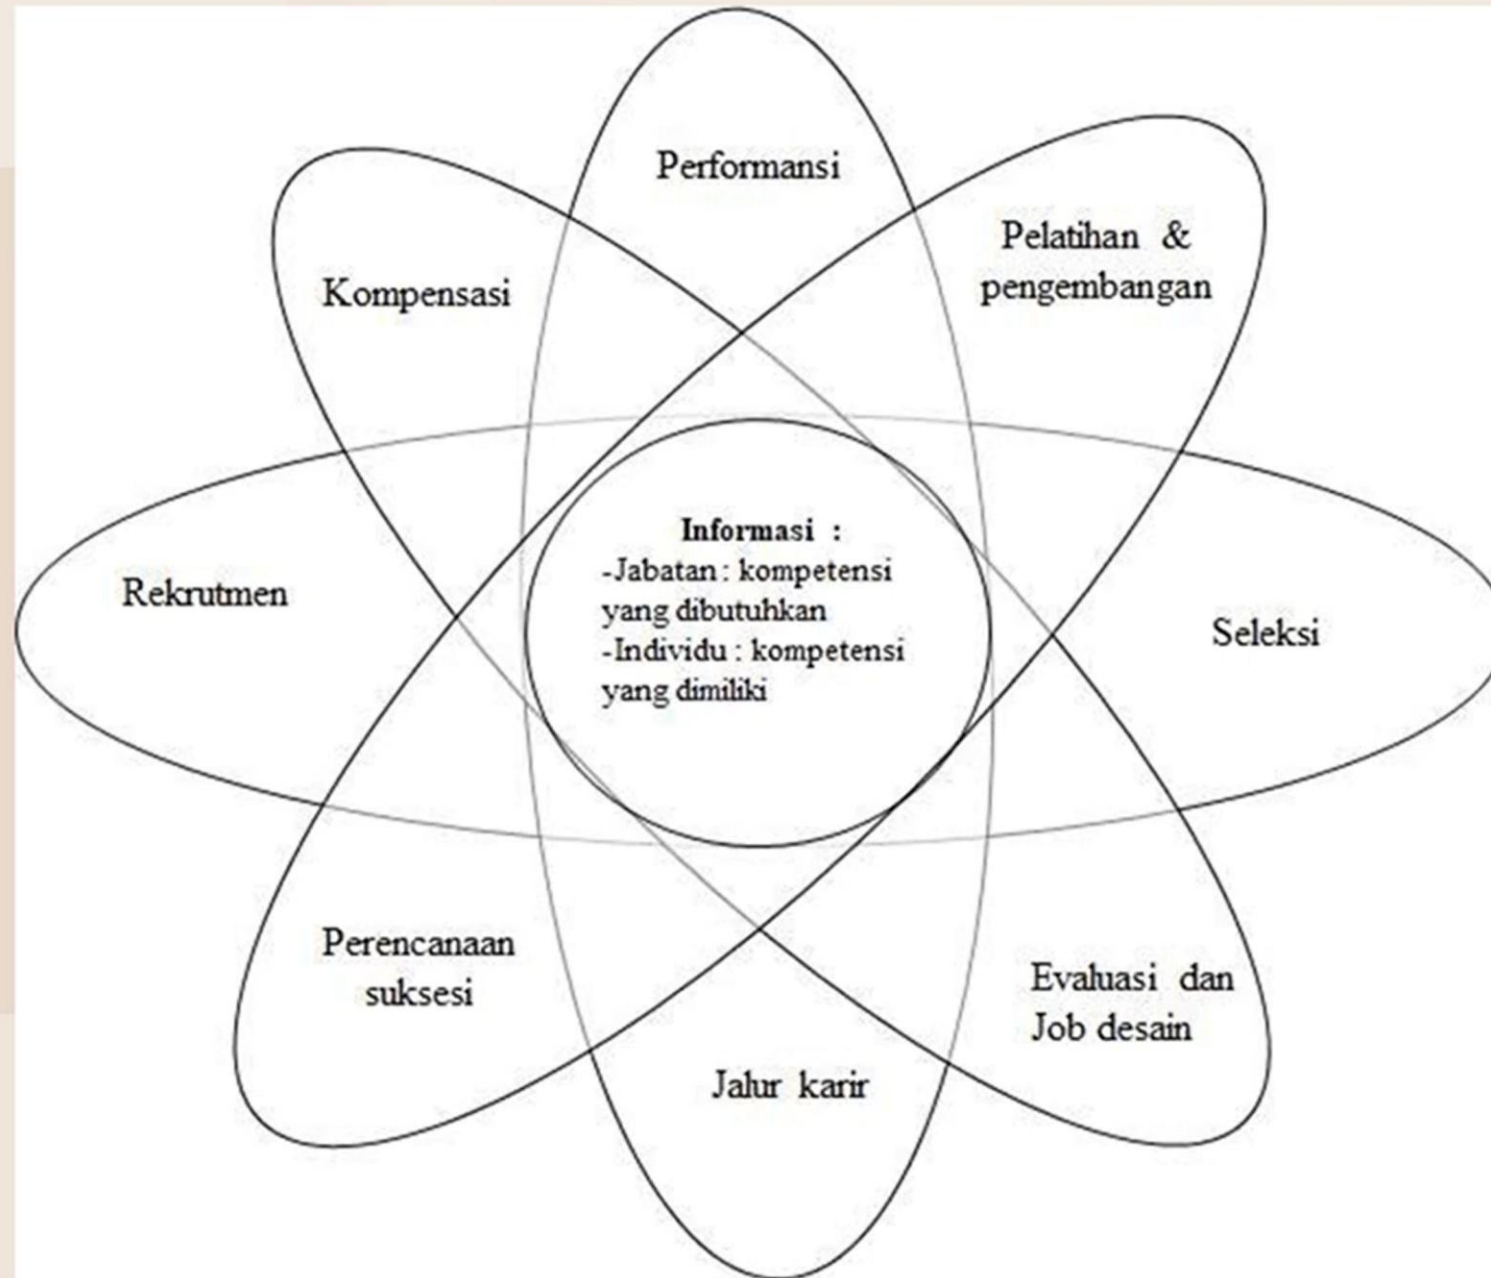 Performansi
Pelatihan &
pengembangan
Kompensasi
Informasi :
-Jabatan : kompetensi
yang dibutuhkan
-Individu : kompetensi
yang dimiliki
Rekrutmen
Seleksi
Perencanaan
suksesi
Evaluasi dan
Job desain
Jalur karir